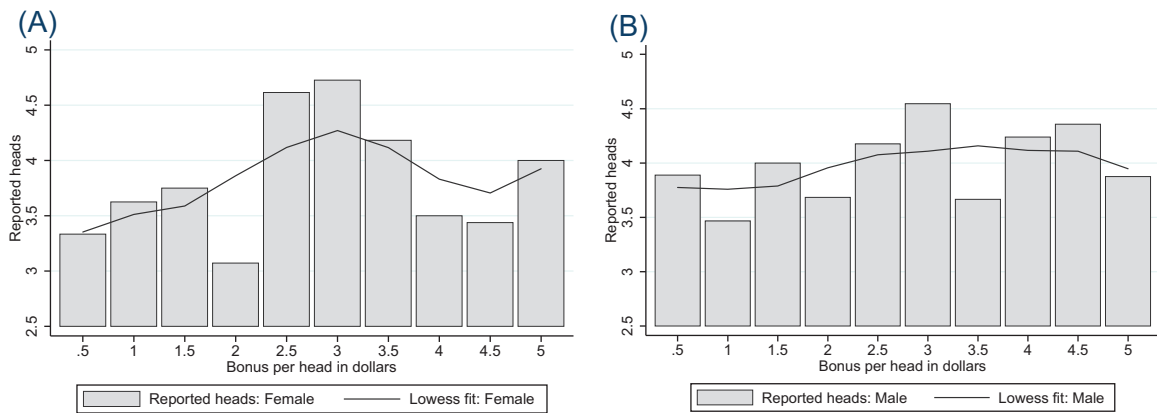 (A)
Reported heads
5
4.5
4
3.5
3
2.5
.5 1 1.5 2 2.5 3 3.5 4 4.5 5
Bonus per head in dollars
Reported heads: Female Lowess fit: Female
(B)
Reported heads
5
4.5
4
3.5
3
2.5
.5 1 1.5 2 2.5 3 3.5 4 4.5 5
Bonus per head in dollars
Reported heads: Male Lowess fit: Male